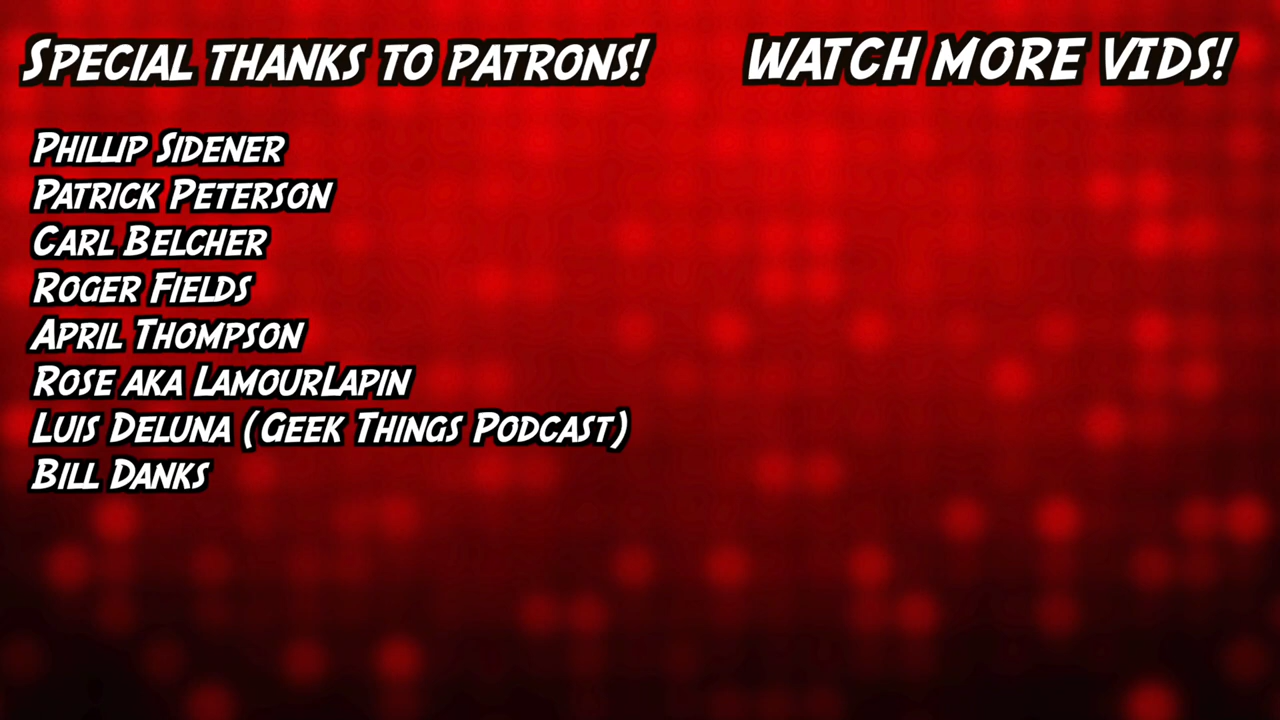 Special thanks to patrons!
WATCH MORE VIDS!
Phillip Sidener
Patrick Peterson
Carl Belcher
Roger Fields
April Thompson
Rose aka LamourLapin
Luis Deluna (Geek Things Podcast)
Bill Danks